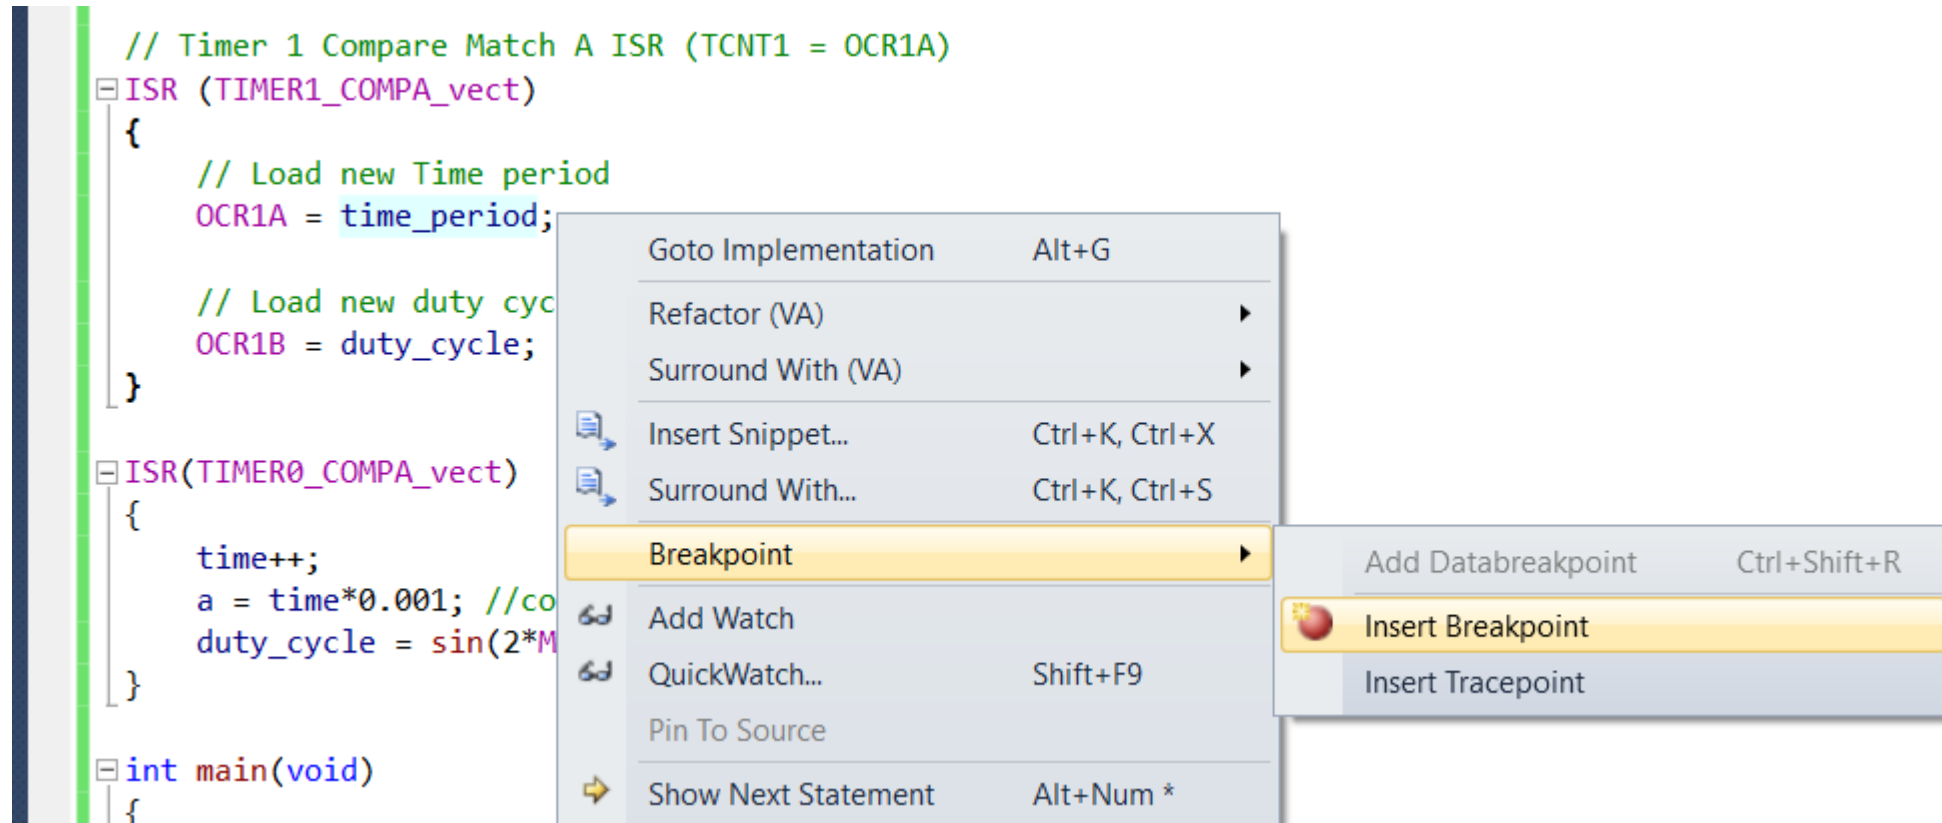 // Timer 1 Compare Match A ISR (TCNT1 = OCR1A)
ISR (TIMER1_COMPA_vect)
{
// Load new Time period
OCR1A = time_period;
// Load new duty cyc
OCR1B = duty_cycle;
}
ISR(TIMER0_COMPA_vect)
{
time++;
a = time*0.001; //co
duty_cycle = sin(2*M
}
int main(void)
{
Goto Implementation Alt+G
Refactor (VA)
Surround With (VA)
Insert Snippet... Ctrl+K, Ctrl+X
Surround With... Ctrl+K, Ctrl+S
Breakpoint
Add Watch
QuickWatch... Shift+F9
Pin To Source
Show Next Statement Alt+Num *
Add Databreakpoint Ctrl+Shift+R
Insert Breakpoint
Insert Tracepoint